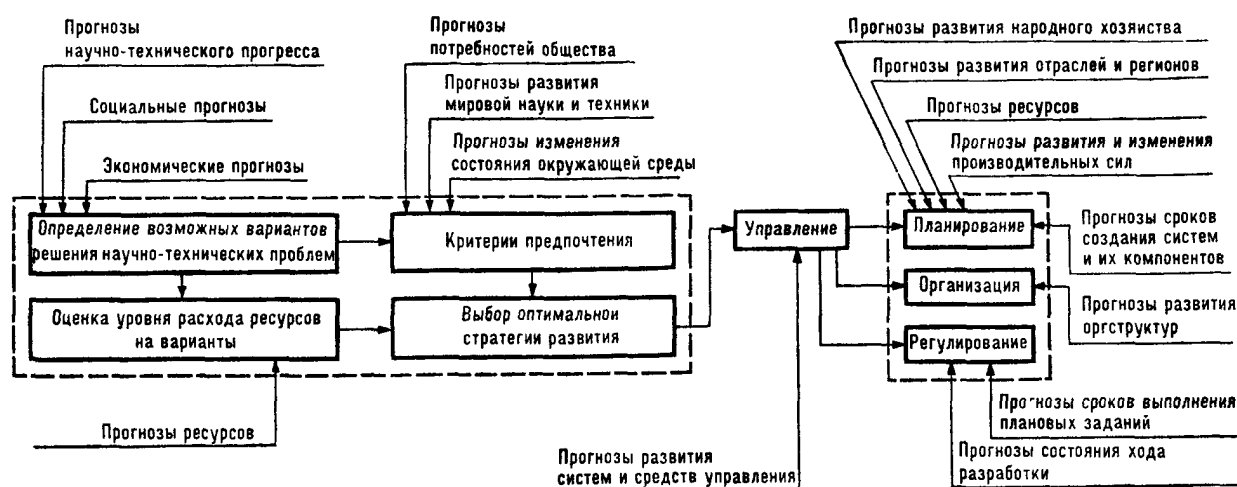 Прогнозы
научно-технического прогресса
Социальные прогнозы
Экономические прогнозы
Прогнозы
потребностей общества
Прогнозы развития
мировой науки и техники
Прогнозы изменения
состояния окружающей среды
Прогнозы развития народного хозяйства
Прогнозы развития отраслей и регионов
Прогнозы ресурсов
Прогнозы развития и изменения
производительных сил
Определение возможных вариантов
решения научно-технических проблем
Критерии предпочтения
Управление
Планирование
Прогнозы сроков
создания систем
и их компонентов
Оценка уровня расхода ресурсов
на варианты
Выбор оптимальной
стратегии развития
Организация
Прогнозы развития
оргструктур
Регулирование
Прогнозы ресурсов
Прогнозы развития
систем и средств управления
Прогнозы сроков выполнения
плановых заданий
Прогнозы состояния хода
разработки